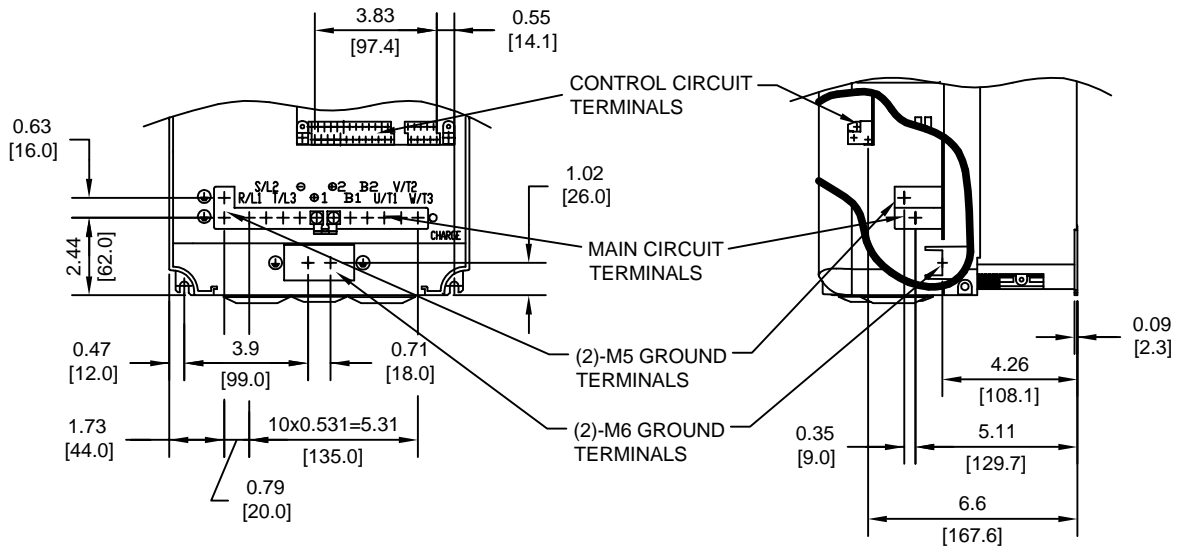 3.83
[97.4]
0.55
[14.1]
CONTROL CIRCUIT
TERMINALS
0.63
[16.0]
1.02
[26.0]
S/L2 ⊖ ⊕2 B2 V/T2
R/L1 T/L3 ⊕1 B1 U/T1 W/T3
CHARGE
2.44
[62.0]
MAIN CIRCUIT
TERMINALS
0.47
[12.0]
3.9
[99.0]
0.71
[18.0]
(2)-M5 GROUND
TERMINALS
0.09
[2.3]
4.26
[108.1]
1.73
[44.0]
10x0.531=5.31
[135.0]
(2)-M6 GROUND
TERMINALS
0.35
[9.0]
5.11
[129.7]
0.79
[20.0]
6.6
[167.6]